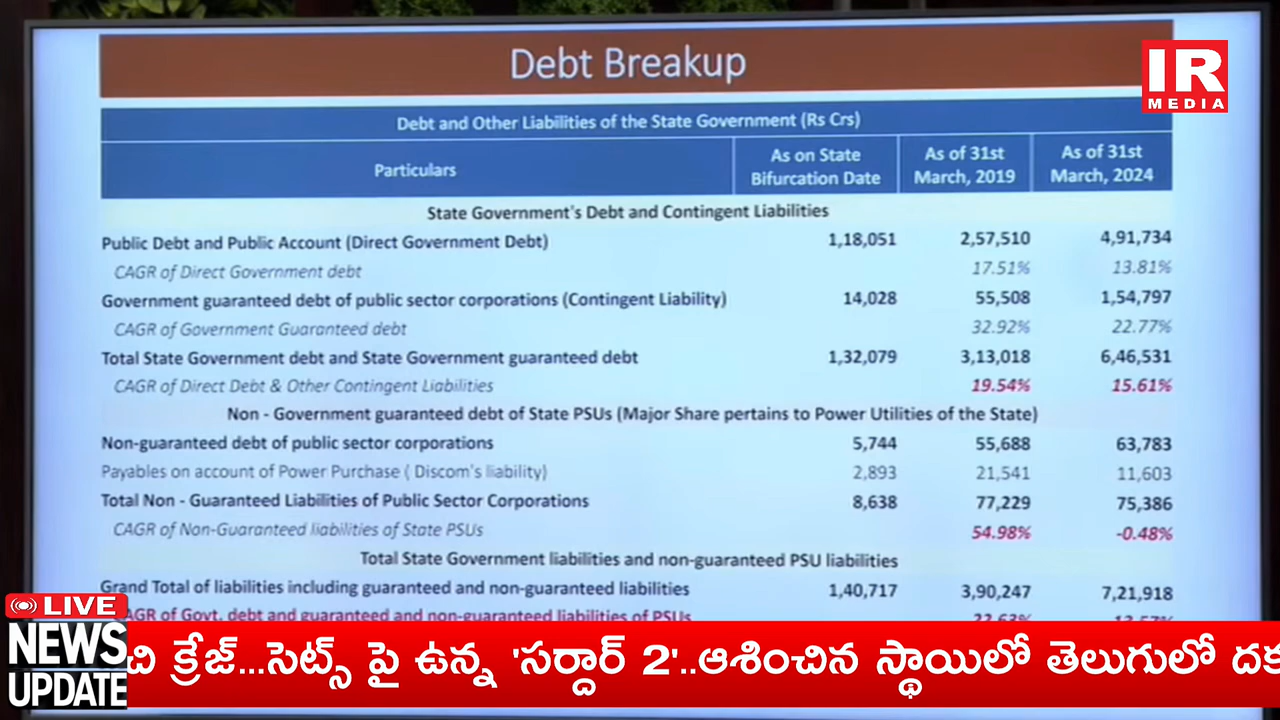 Debt Breakup
IR
MEDIA
Debt and Other Liabilities of the State Government (Rs Crs)
Particulars
As on State
Bifurcation Date
As of 31st
March, 2019
As of 31st
March, 2024
State Government's Debt and Contingent Liabilities
Public Debt and Public Account (Direct Government Debt) 1,18,051 2,57,510 4,91,734
CAGR of Direct Government debt 17.51% 13.81%
Government guaranteed debt of public sector corporations (Contingent Liability) 14,028 55,508 1,54,797
CAGR of Government Guaranteed debt 32.92% 22.77%
Total State Government debt and State Government guaranteed debt 1,32,079 3,13,018 6,46,531
CAGR of Direct Debt & Other Contingent Liabilities 19.54% 15.61%
Non - Government guaranteed debt of State PSUs (Major Share pertains to Power Utilities of the State)
Non-guaranteed debt of public sector corporations 5,744 55,688 63,783
Payables on account of Power Purchase ( Discom's liability) 2,893 21,541 11,603
Total Non - Guaranteed Liabilities of Public Sector Corporations 8,638 77,229 75,386
CAGR of Non-Guaranteed liabilities of State PSUs 54.98% -0.48%
Total State Government liabilities and non-guaranteed PSU liabilities
Grand Total of liabilities including guaranteed and non-guaranteed liabilities 1,40,717 3,90,247 7,21,918
of Govt. debt and guaranteed and non-guaranteed liabilities of PSUs
LIVE
NEWS
UPDATE
క్రేజ్...సెట్స్ పై ఉన్న 'సర్దార్ 2'..ఆశించిన స్థాయిలో తెలుగులో